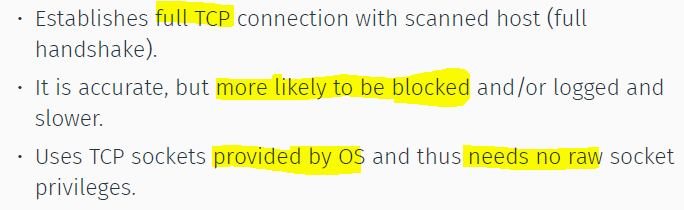 • Establishes full TCP connection with scanned host (full
handshake).
• It is accurate, but more likely to be blocked and/or logged and
slower.
• Uses TCP sockets provided by OS and thus needs no raw socket
privileges.